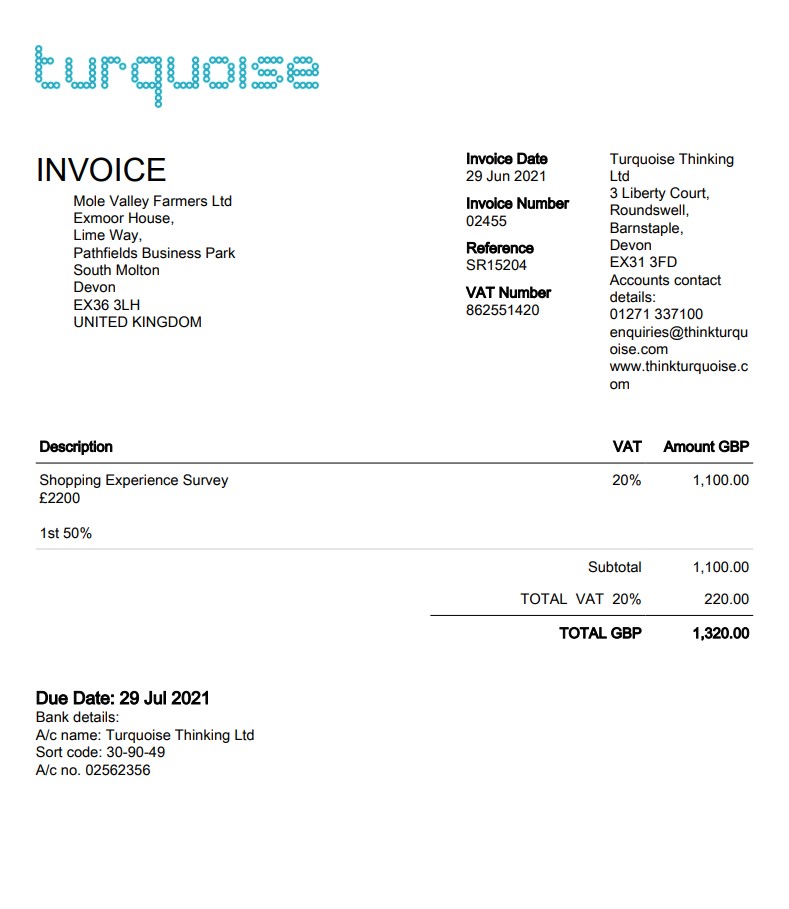 turquoise
INVOICE
Mole Valley Farmers Ltd
Exmoor House,
Lime Way,
Pathfields Business Park
South Molton
Devon
EX36 3LH
UNITED KINGDOM
Invoice Date
29 Jun 2021
Invoice Number
02455
Reference
SR15204
VAT Number
862551420
Turquoise Thinking
Ltd
3 Liberty Court,
Roundswell,
Barnstaple,
Devon
EX31 3FD
Accounts contact
details:
01271 337100
enquiries@thinkturqu
oise.com
www.thinkturquoise.c
om
Description VAT Amount GBP
Shopping Experience Survey 20% 1,100.00
£2200
1st 50%
Subtotal 1,100.00
TOTAL VAT 20% 220.00
TOTAL GBP 1,320.00
Due Date: 29 Jul 2021
Bank details:
A/c name: Turquoise Thinking Ltd
Sort code: 30-90-49
A/c no. 02562356